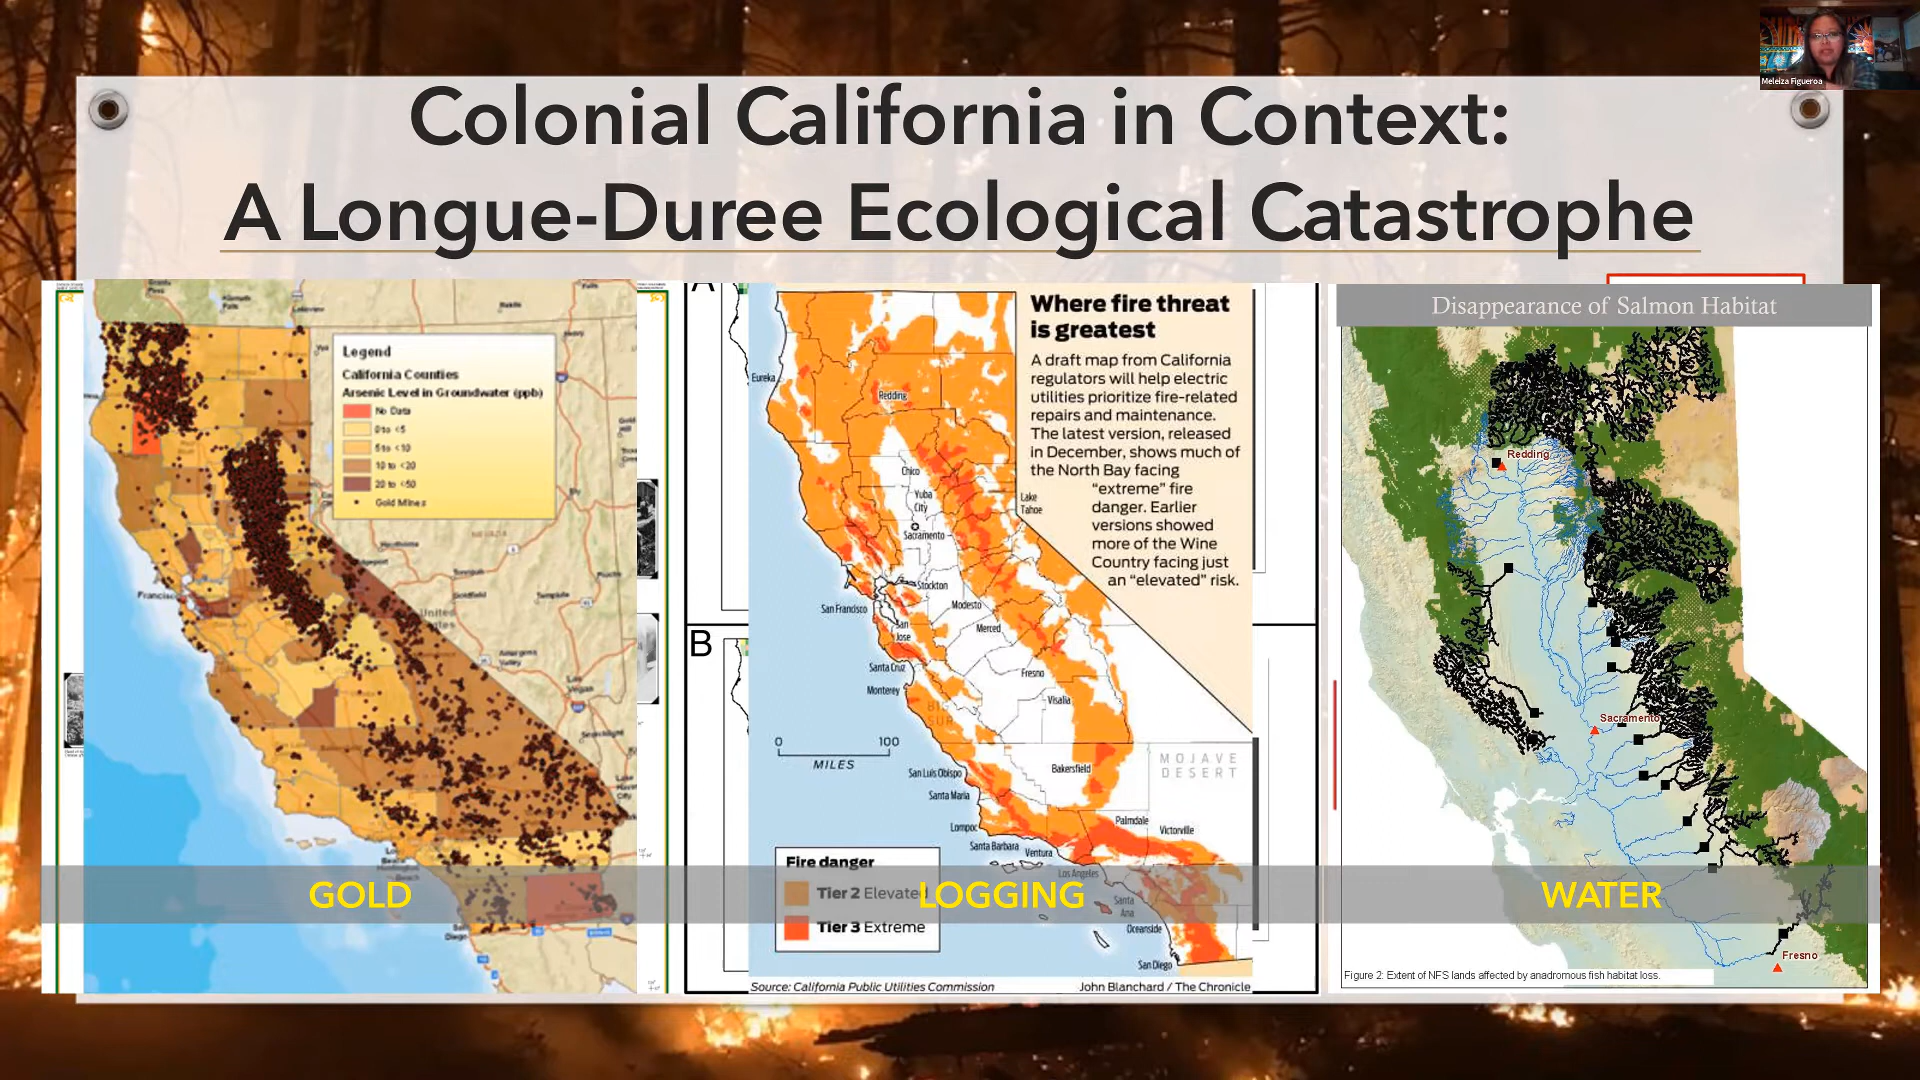 Meleiza Figueroa
Colonial California in Context:
A Longue-Duree Ecological Catastrophe
Legend
California Counties
Arsenic Level in Groundwater (ppb)
No Data
0 to <5
5 to <10
10 to <20
20 to <50
Gold Mines
NEVADA
United
Francisco
San
Diego
GOLD
A
B
Where fire threat
is greatest
A draft map from California
regulators will help electric
utilities prioritize fire-related
repairs and maintenance.
The latest version, released
in December, shows much of
the North Bay facing
“extreme” fire
danger. Earlier
versions showed
more of the Wine
Country facing just
an “elevated” risk.
Eureka
Redding
Chico
Yuba
City
Lake
Tahoe
Sacramento
Stockton
San Francisco
Modesto
San
Jose
Merced
Santa Cruz
Fresno
Monterey
Visalia
BIG
SUR
0 100
MILES
MOJAVE
DESERT
Bakersfield
San Luis Obispo
Santa Maria
Lompoc
Palmdale
Victorville
Santa Barbara
Ventura
Los Angeles
Santa
Ana
Oceanside
San Diego
Fire danger
Tier 2 Elevated
Tier 3 Extreme
LOGGING
Source: California Public Utilities Commission
John Blanchard / The Chronicle
Disappearance of Salmon Habitat
Redding
Sacramento
WATER
Fresno
Figure 2: Extent of NFS lands affected by anadromous fish habitat loss.